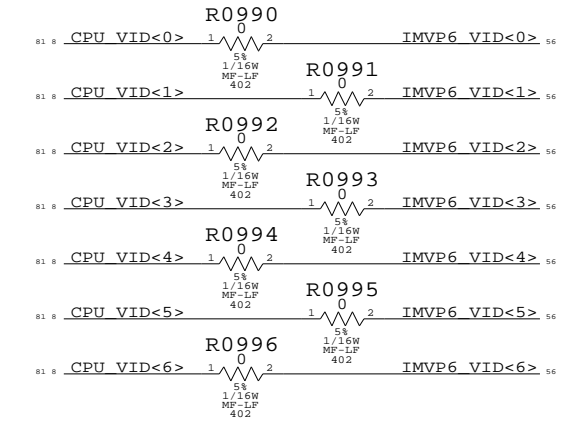 R0990
0
81 8 CPU_VID<0> 1 2 IMVP6_VID<0> 56
5%
1/16W
MF-LF
402
R0991
0
81 8 CPU_VID<1> 1 2 IMVP6_VID<1> 56
5%
1/16W
MF-LF
402
R0992
0
81 8 CPU_VID<2> 1 2 IMVP6_VID<2> 56
5%
1/16W
MF-LF
402
R0993
0
81 8 CPU_VID<3> 1 2 IMVP6_VID<3> 56
5%
1/16W
MF-LF
402
R0994
0
81 8 CPU_VID<4> 1 2 IMVP6_VID<4> 56
5%
1/16W
MF-LF
402
R0995
0
81 8 CPU_VID<5> 1 2 IMVP6_VID<5> 56
5%
1/16W
MF-LF
402
R0996
0
81 8 CPU_VID<6> 1 2 IMVP6_VID<6> 56
5%
1/16W
MF-LF
402